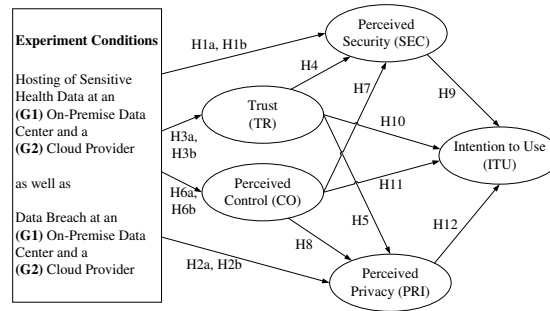 Experiment Conditions
Hosting of Sensitive
Health Data at an
(G1) On-Premise Data
Center and a
(G2) Cloud Provider
as well as
Data Breach at an
(G1) On-Premise Data
Center and a
(G2) Cloud Provider
H1a, H1b
H3a,
H3b
H6a,
H6b
H2a, H2b
Perceived
Security (SEC)
H4
H7
H9
Trust
(TR)
H10
Intention to Use
(ITU)
Perceived
Control (CO)
H11
H5
H12
H8
Perceived
Privacy (PRI)